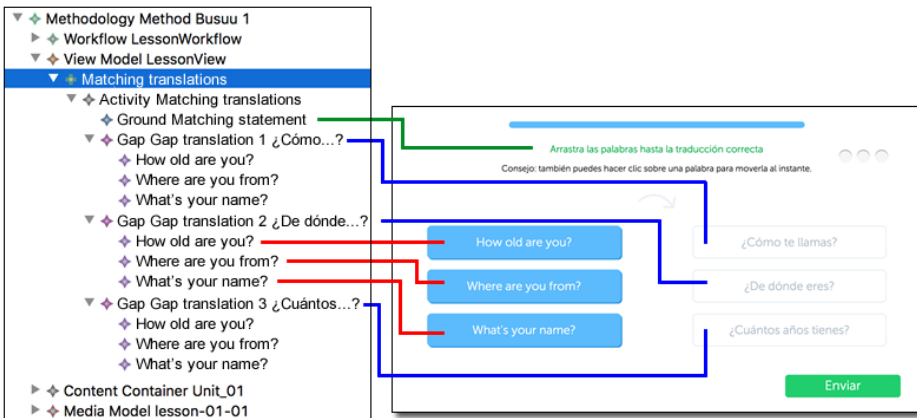 Methodology Method Busuu 1
Workflow LessonWorkflow
View Model LessonView
Matching translations
Activity Matching translations
Ground Matching statement
Gap Gap translation 1 ¿Cómo...?
How old are you?
Where are you from?
What's your name?
Gap Gap translation 2 ¿De dónde...?
How old are you?
Where are you from?
What's your name?
Gap Gap translation 3 ¿Cuántos...?
How old are you?
Where are you from?
What's your name?
Content Container Unit_01
Media Model lesson-01-01
Arrastra las palabras hasta la traducción correcta
Consejo: también puedes hacer clic sobre una palabra para moverla al instante.
How old are you?
¿Cómo te llamas?
Where are you from?
¿De dónde eres?
What's your name?
¿Cuántos años tienes?
Enviar